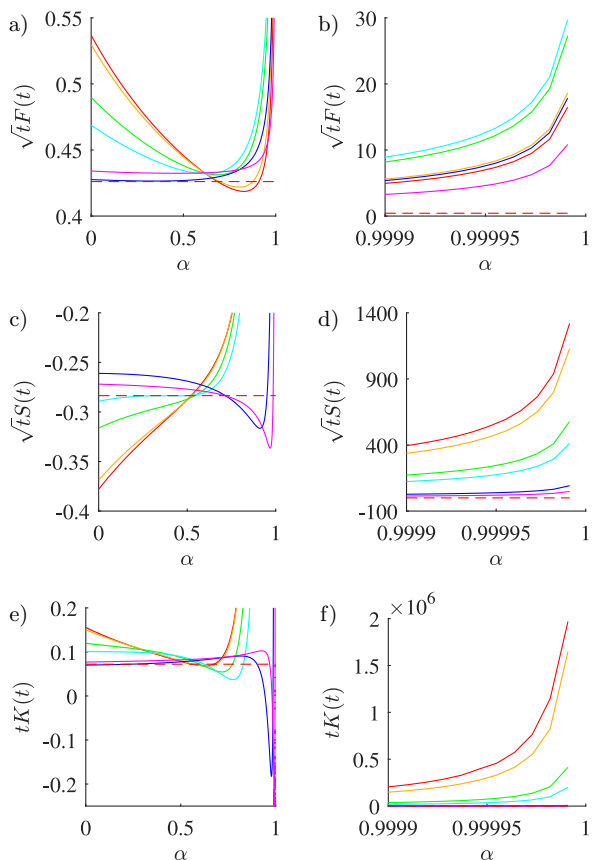 a)
√tF(t)
0.55
0.5
0.45
0.4
0
0.5
1
α
b)
√tF(t)
30
20
10
0
0.9999
0.99995
1
α
c)
√tS(t)
-0.2
-0.25
-0.3
-0.35
-0.4
0
0.5
1
α
d)
√tS(t)
1400
900
400
-100
0.9999
0.99995
1
α
e)
tK(t)
0.2
0.1
0
-0.1
-0.2
0
0.5
1
α
f)
tK(t)
×10⁶
2
1.5
1
0.5
0
0.9999
0.99995
1
α